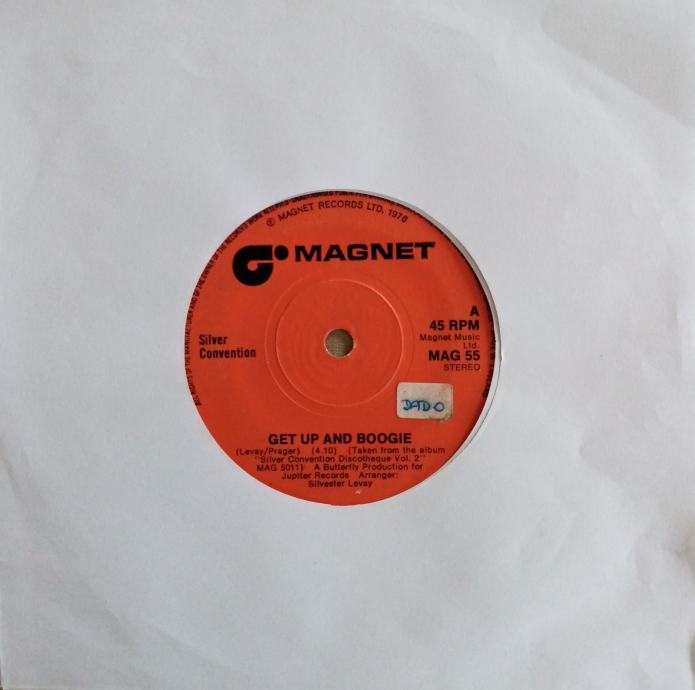 ℗ MAGNET RECORDS LTD. 1976
MAGNET
A
45 RPM
Magnet Music
Ltd.
MAG 55
STEREO
Silver
Convention
GET UP AND BOOGIE
(Levay/Prager) (4.10) (Taken from the album
"Silver Convention Discotheque Vol. 2"
MAG 5011) A Butterfly Production for
Jupiter Records Arranger:
Silvester Levay